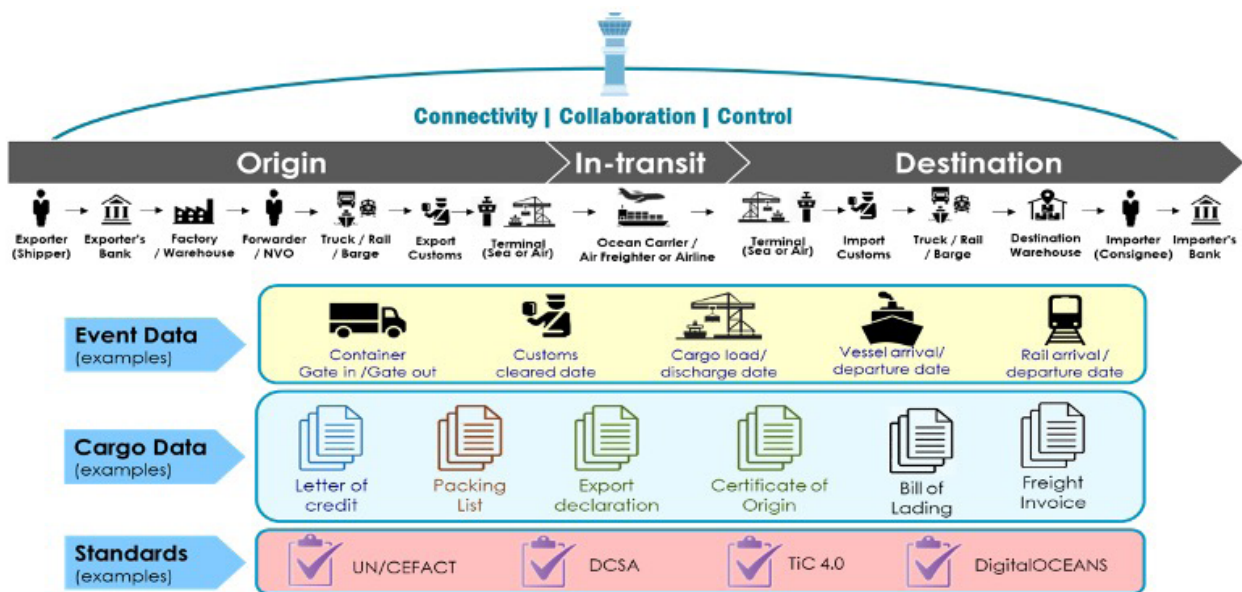 Connectivity | Collaboration | Control
Origin
In-transit
Destination
Exporter
(Shipper)
Exporter's
Bank
Factory
/ Warehouse
Forwarder
/ NVO
Truck / Rail
/ Barge
Export
Customs
Terminal
(Sea or Air)
Ocean Carrier /
Air Freighter or Airline
Terminal
(Sea or Air)
Import
Customs
Truck / Rail
/ Barge
Destination
Warehouse
Importer
(Consignee)
Importer's
Bank
Event Data
(examples)
Container
Gate in /Gate out
Customs
cleared date
Cargo load/
discharge date
Vessel arrival/
departure date
Rail arrival /
departure date
Cargo Data
(examples)
Letter of
credit
Packing
List
Export
declaration
Certificate of
Origin
Bill of
Lading
Freight
Invoice
Standards
(examples)
UN/CEFACT
DCSA
TiC 4.0
DigitalOCEANS